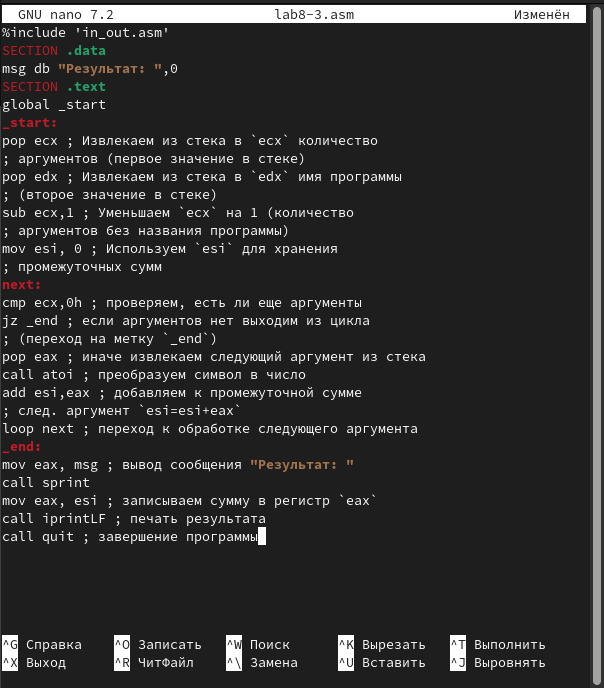 GNU nano 7.2 lab8-3.asm Изменён
%include 'in_out.asm'
SECTION .data
msg db "Результат: ",0
SECTION .text
global _start
_start:
pop ecx ; Извлекаем из стека в `ecx` количество
; аргументов (первое значение в стеке)
pop edx ; Извлекаем из стека в `edx` имя программы
; (второе значение в стеке)
sub ecx,1 ; Уменьшаем `ecx` на 1 (количество
; аргументов без названия программы)
mov esi, 0 ; Используем `esi` для хранения
; промежуточных сумм
next:
cmp ecx,0h ; проверяем, есть ли еще аргументы
jz _end ; если аргументов нет выходим из цикла
; (переход на метку `_end`)
pop eax ; иначе извлекаем следующий аргумент из стека
call atoi ; преобразуем символ в число
add esi,eax ; добавляем к промежуточной сумме
; след. аргумент `esi=esi+eax`
loop next ; переход к обработке следующего аргумента
_end:
mov eax, msg ; вывод сообщения "Результат: "
call sprint
mov eax, esi ; записываем сумму в регистр `eax`
call iprintLF ; печать результата
call quit ; завершение программы
^G Справка ^O Записать ^W Поиск ^K Вырезать ^T Выполнить
^X Выход ^R ЧитФайл ^\ Замена ^U Вставить ^J Выровнять